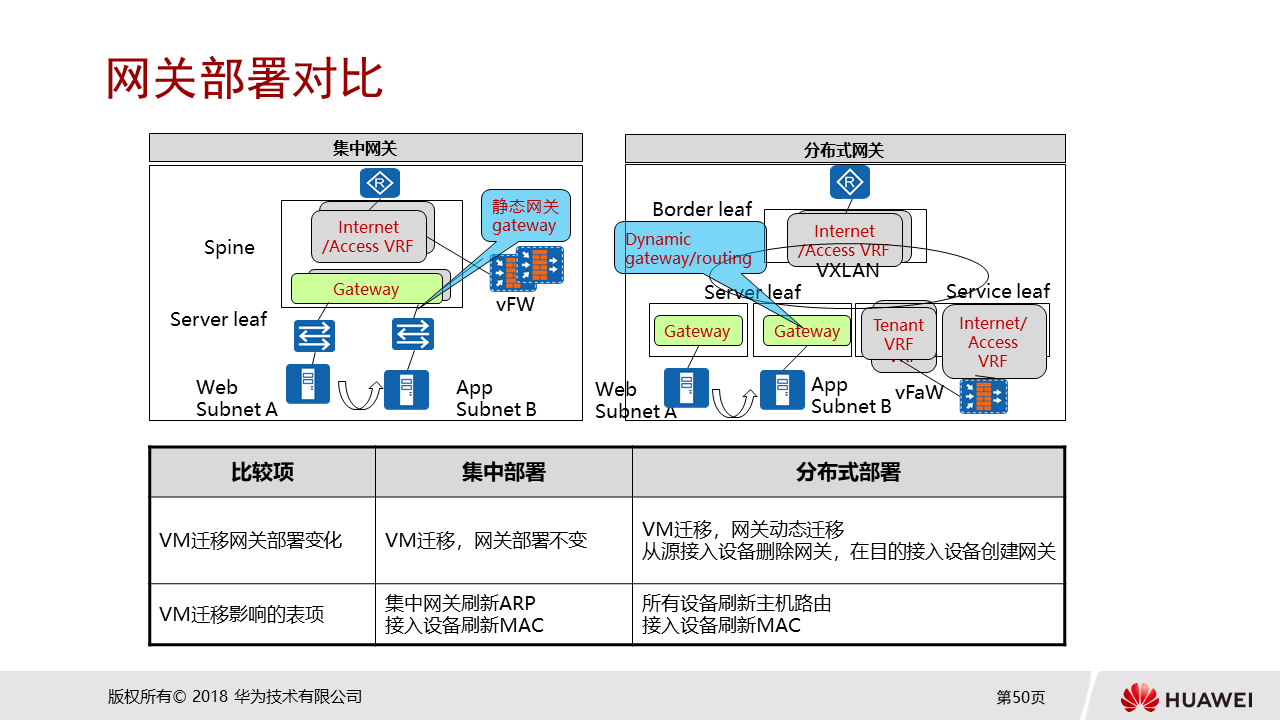 网关部署对比
集中网关
R
静态网关
gateway
Internet
/Access VRF
Spine
Gateway
vFW
Server leaf
Web
Subnet A
App
Subnet B
分布式网关
R
Border leaf
Internet
/Access VRF
Dynamic
gateway/routing
VXLAN
Server leaf
Service leaf
Gateway
Gateway
Tenant
VRF
VRF
Internet/
Access
VRF
Web
Subnet A
App
Subnet B
vFaW
比较项
集中部署
分布式部署
VM迁移网关部署变化
VM迁移，网关部署不变
VM迁移，网关动态迁移
从源接入设备删除网关，在目的接入设备创建网关
VM迁移影响的表项
集中网关刷新ARP
接入设备刷新MAC
所有设备刷新主机路由
接入设备刷新MAC
版权所有© 2018 华为技术有限公司
第50页
HUAWEI